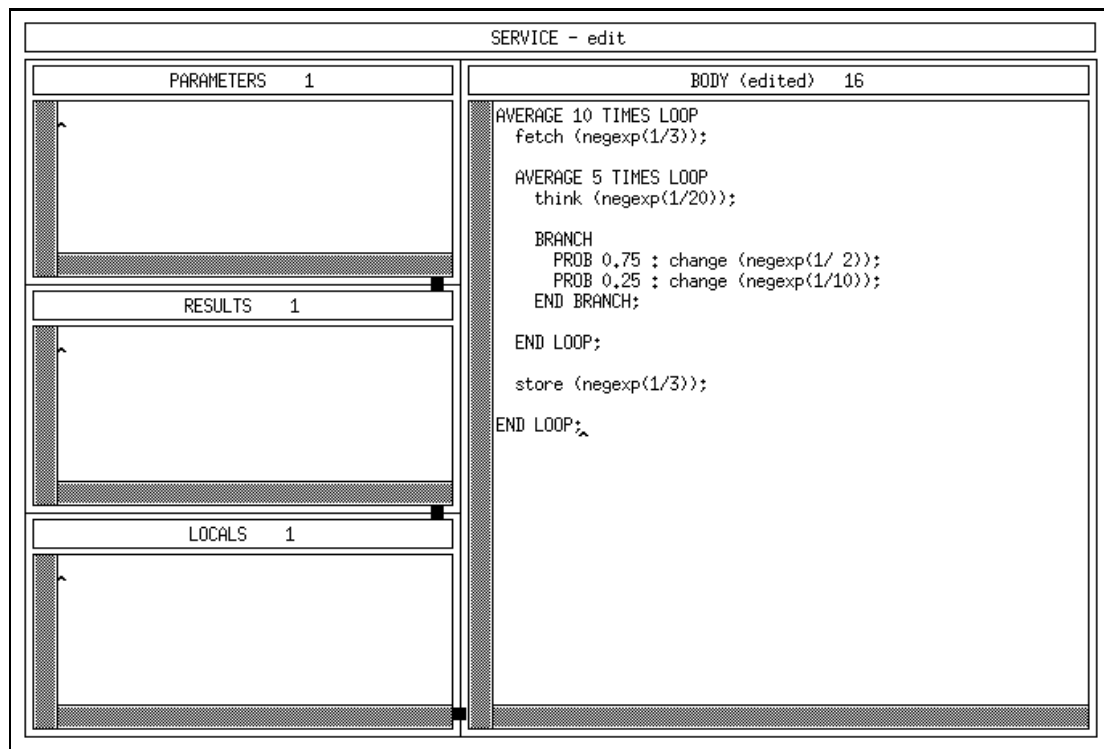 SERVICE - edit
PARAMETERS 1
RESULTS 1
LOCALS 1
BODY (edited) 16
AVERAGE 10 TIMES LOOP
fetch (negexp(1/3));
AVERAGE 5 TIMES LOOP
think (negexp(1/20));
BRANCH
PROB 0.75 : change (negexp(1/ 2));
PROB 0.25 : change (negexp(1/10));
END BRANCH;
END LOOP;
store (negexp(1/3));
END LOOP;